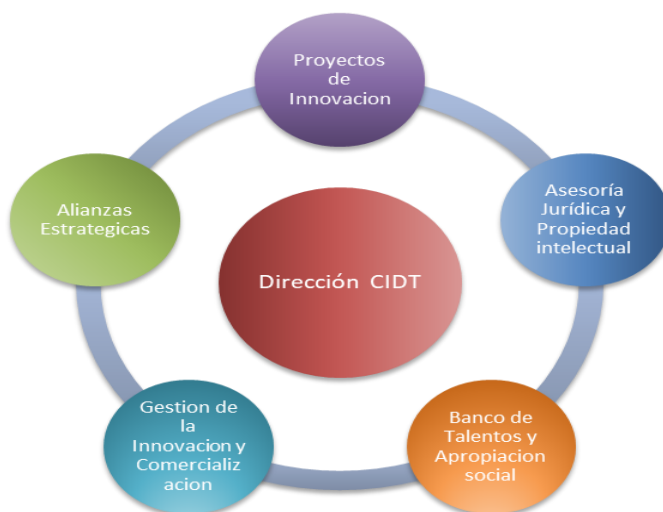 Proyectos
de
Innovacion
Asesoría
Jurídica y
Propiedad
intelectual
Alianzas
Estrategicas
Dirección CIDT
Gestion de
la
Innovacion y
Comercializ
acion
Banco de
Talentos y
Apropiacion
social